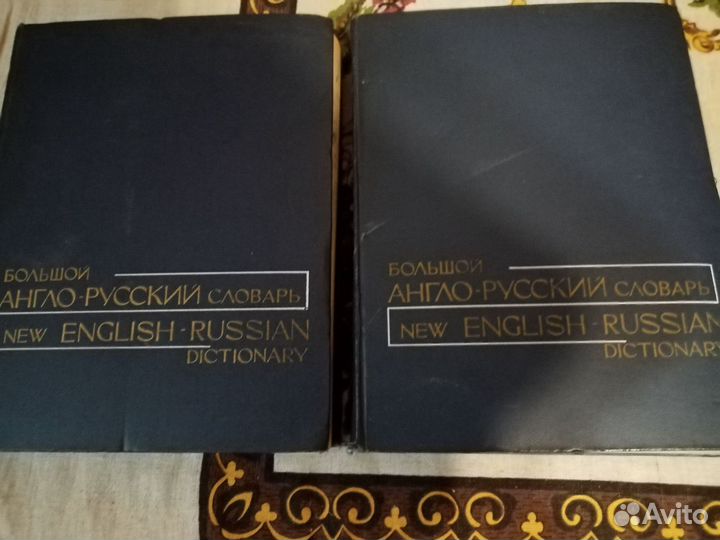 БОЛЬШОЙ
АНГЛО-РУССКИЙ СЛОВАРЬ
NEW ENGLISH-RUSSIAN
DICTIONARY
БОЛЬШОЙ
АНГЛО-РУССКИЙ СЛОВАРЬ
NEW ENGLISH-RUSSIAN
DICTIONARY
Avito